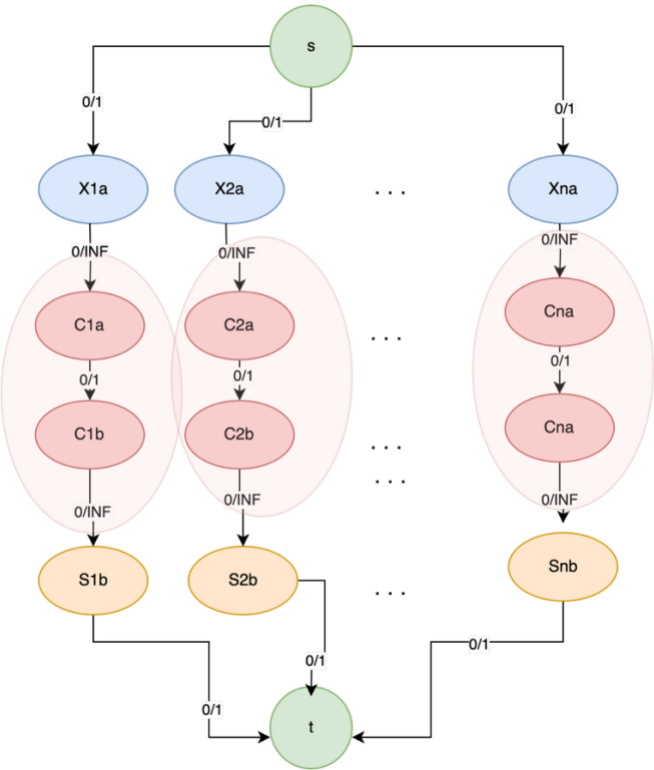 s
0/1
0/1
0/1
X1a
X2a
. . .
Xna
0/INF
0/INF
0/INF
C1a
C2a
. . .
Cna
0/1
0/1
0/1
C1b
C2b
. . .
Cna
. . .
0/INF
0/INF
0/INF
S1b
S2b
. . .
Snb
0/1
0/1
0/1
t